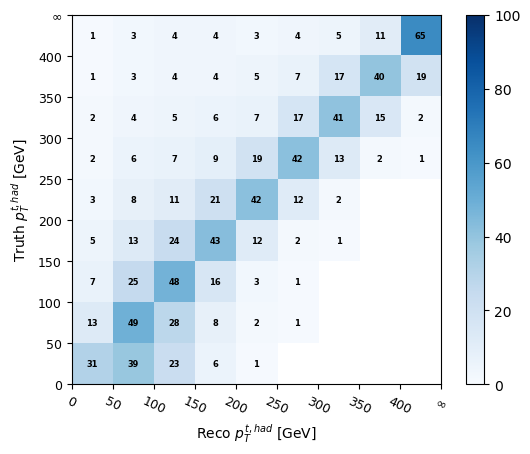 ∞ 1 3 4 4 3 4 5 11 65 100
400 1 3 4 4 5 7 17 40 19 80
350 2 4 5 6 7 17 41 15 2
300 2 6 7 9 19 42 13 2 1 60
250 3 8 11 21 42 12 2
200 5 13 24 43 12 2 1 40
150 7 25 48 16 3 1
100 13 49 28 8 2 1 20
50 31 39 23 6 1
0 0
0 50 100 150 200 250 300 350 400 ∞
Reco $p_T^{t,had}$ [GeV]
Truth $p_T^{t,had}$ [GeV]